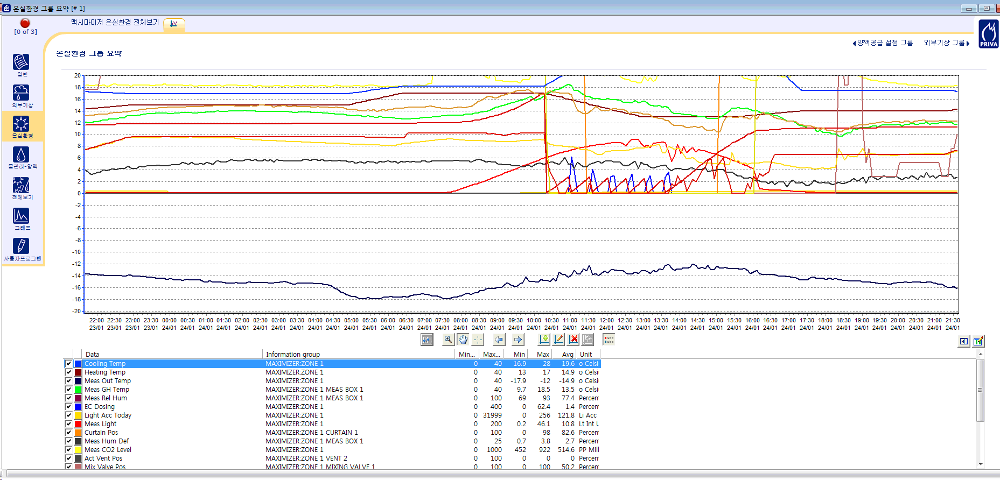 온실환경 그룹 요약 [# 1]
[0 of 3]
맥시마이저 온실환경 전체보기
양액공급 설정 그룹 외부기상 그룹
PRIVA
온실환경 그룹 요약
일반
외부기상
온실환경
물관리-양액
전체보기
그래프
사용자프로그램
20
18
16
14
12
10
8
6
4
2
0
-2
-4
-6
-8
-10
-12
-14
-16
-18
-20
22:00 22:30 23:00 23:30 00:00 00:30 01:00 01:30 02:00 02:30 03:00 03:30 04:00 04:30 05:00 05:30 06:00 06:30 07:00 07:30 08:00 08:30 09:00 09:30 10:00 10:30 11:00 11:30 12:00 12:30 13:00 13:30 14:00 14:30 15:00 15:30 16:00 16:30 17:00 17:30 18:00 18:30 19:00 19:30 20:00 20:30 21:00 21:30
23/01 23/01 23/01 23/01 24/01 24/01 24/01 24/01 24/01 24/01 24/01 24/01 24/01 24/01 24/01 24/01 24/01 24/01 24/01 24/01 24/01 24/01 24/01 24/01 24/01 24/01 24/01 24/01 24/01 24/01 24/01 24/01 24/01 24/01 24/01 24/01 24/01 24/01 24/01 24/01 24/01 24/01 24/01 24/01 24/01 24/01 24/01 24/01
abc
abc
Data Information group Min... Max... Min Max Avg Unit
Cooling Temp MAXIMIZER:ZONE 1 0 40 16.9 28 19.6 o Celsi
Heating Temp MAXIMIZER:ZONE 1 0 40 13 17 14.9 o Celsi
Meas Out Temp MAXIMIZER:ZONE 1 0 40 -17.9 -12 -14.9 o Celsi
Meas GH Temp MAXIMIZER:ZONE 1 MEAS BOX 1 0 40 9.7 18.5 13.5 o Celsi
Meas Rel Hum MAXIMIZER:ZONE 1 MEAS BOX 1 0 100 69 93 77.4 Percen
EC Dosing MAXIMIZER:ZONE 1 0 400 0 62.4 1.4 Percen
Light Acc Today MAXIMIZER:ZONE 1 0 31999 0 256 121.8 Li Acc
Meas Light MAXIMIZER:ZONE 1 0 200 0.2 46.1 10.8 Lt Int U
Curtain Pos MAXIMIZER:ZONE 1 CURTAIN 1 0 100 0 98 82.6 Percen
Meas Hum Def MAXIMIZER:ZONE 1 MEAS BOX 1 0 25 0.7 3.8 2.7 Percen
Meas CO2 Level MAXIMIZER:ZONE 1 0 1000 452 922 514.6 PP Mill
Act Vent Pos MAXIMIZER:ZONE 1 VENT 2 0 100 0 0 0 Percen
Mix Valve Pos MAXIMIZER:ZONE 1 MIXING VALVE 1 0 100 0 100 50.2 Percen